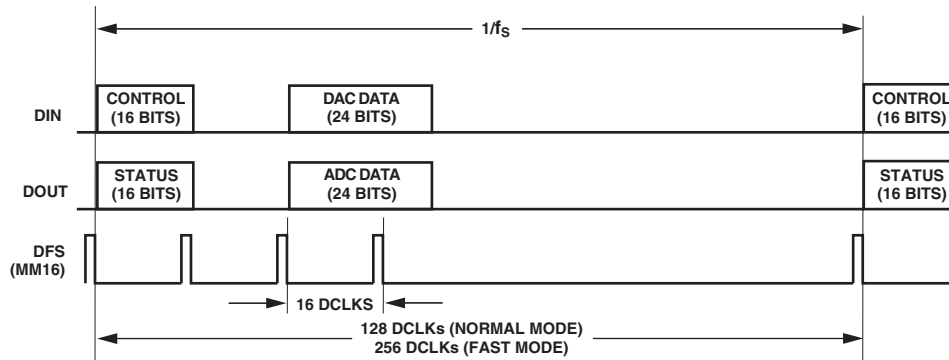 1/fS
DIN
CONTROL
(16 BITS)
DAC DATA
(24 BITS)
CONTROL
(16 BITS)
DOUT
STATUS
(16 BITS)
ADC DATA
(24 BITS)
STATUS
(16 BITS)
DFS
(MM16)
16 DCLKS
128 DCLKs (NORMAL MODE)
256 DCLKs (FAST MODE)